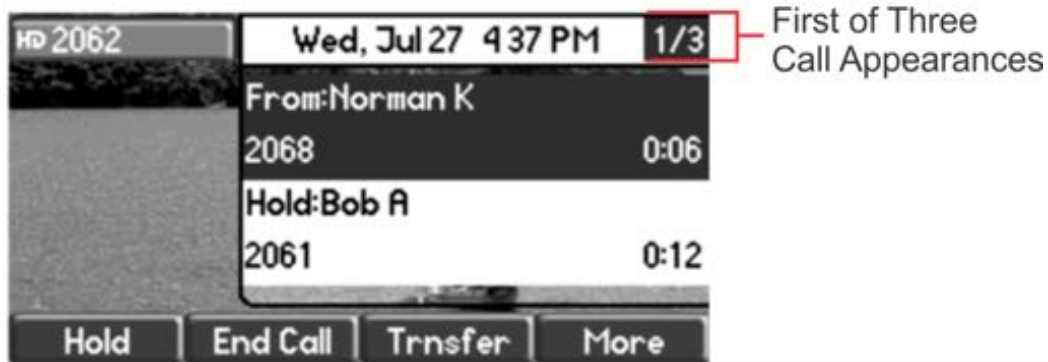 HD 2062
Wed, Jul 27 4 37 PM 1/3
From:Norman K
2068 0:06
Hold:Bob A
2061 0:12
Hold End Call Trnsfer More
First of Three
Call Appearances